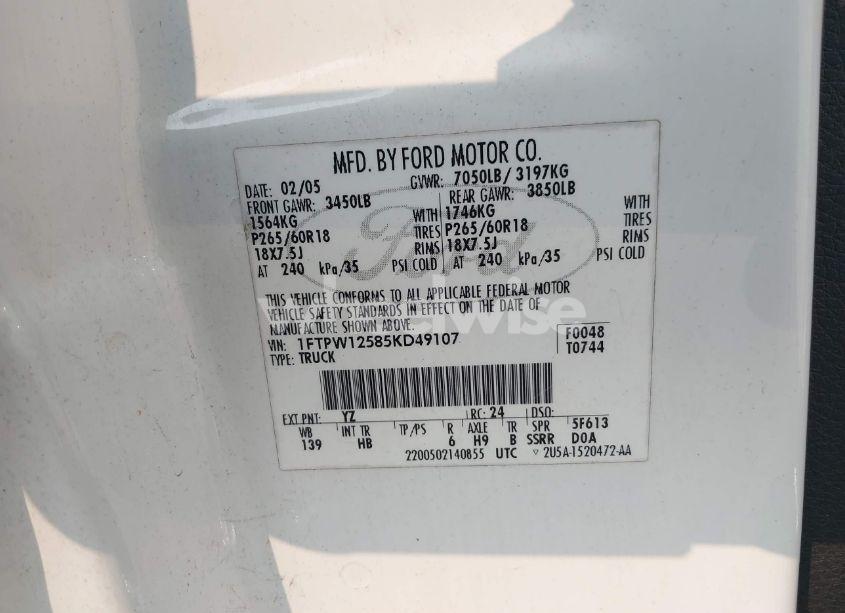 MFD. BY FORD MOTOR CO.
DATE: 02/05 GVWR: 7050LB/ 3197KG
FRONT GAWR: 3450LB REAR GAWR: 3850LB
1564KG WITH 1746KG WITH
P265/60R18 TIRES P265/60R18 TIRES
18X7.5J RIMS 18X7.5J RIMS
AT 240 kPa/35 PSI COLD AT 240 kPa/35 PSI COLD
Ford
THIS VEHICLE CONFORMS TO ALL APPLICABLE FEDERAL MOTOR
VEHICLE SAFETY STANDARDS IN EFFECT ON THE DATE OF
MANUFACTURE SHOWN ABOVE.
VIN: 1FTPW12585KD49107 F0048
TYPE: TRUCK T0744
EXT PNT: YZ RC: 24 DSO:
WB INT TR TP/PS R AXLE TR SPR 5F613
139 HB 6 H9 B SSRR D0A
2200502140855 UTC ▽ 2U5A-1520472-AA